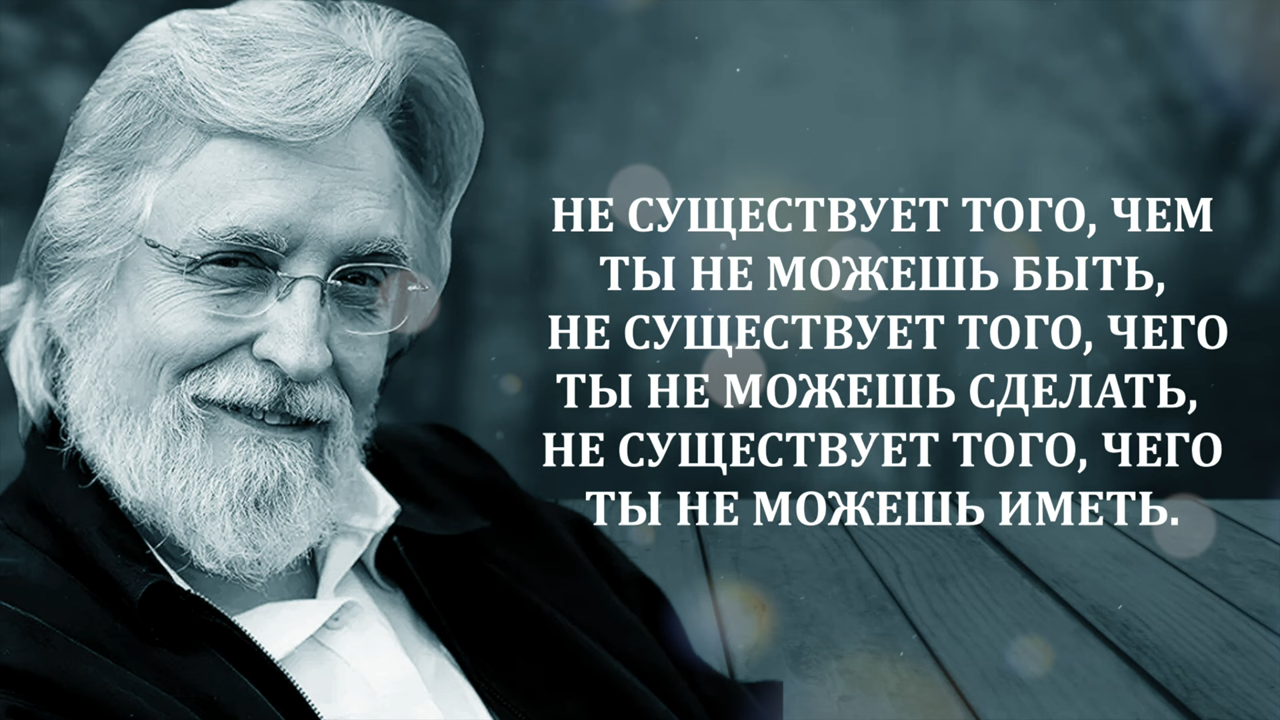 НЕ СУЩЕСТВУЕТ ТОГО, ЧЕМ
ТЫ НЕ МОЖЕШЬ БЫТЬ,
НЕ СУЩЕСТВУЕТ ТОГО, ЧЕГО
ТЫ НЕ МОЖЕШЬ СДЕЛАТЬ,
НЕ СУЩЕСТВУЕТ ТОГО, ЧЕГО
ТЫ НЕ МОЖЕШЬ ИМЕТЬ.